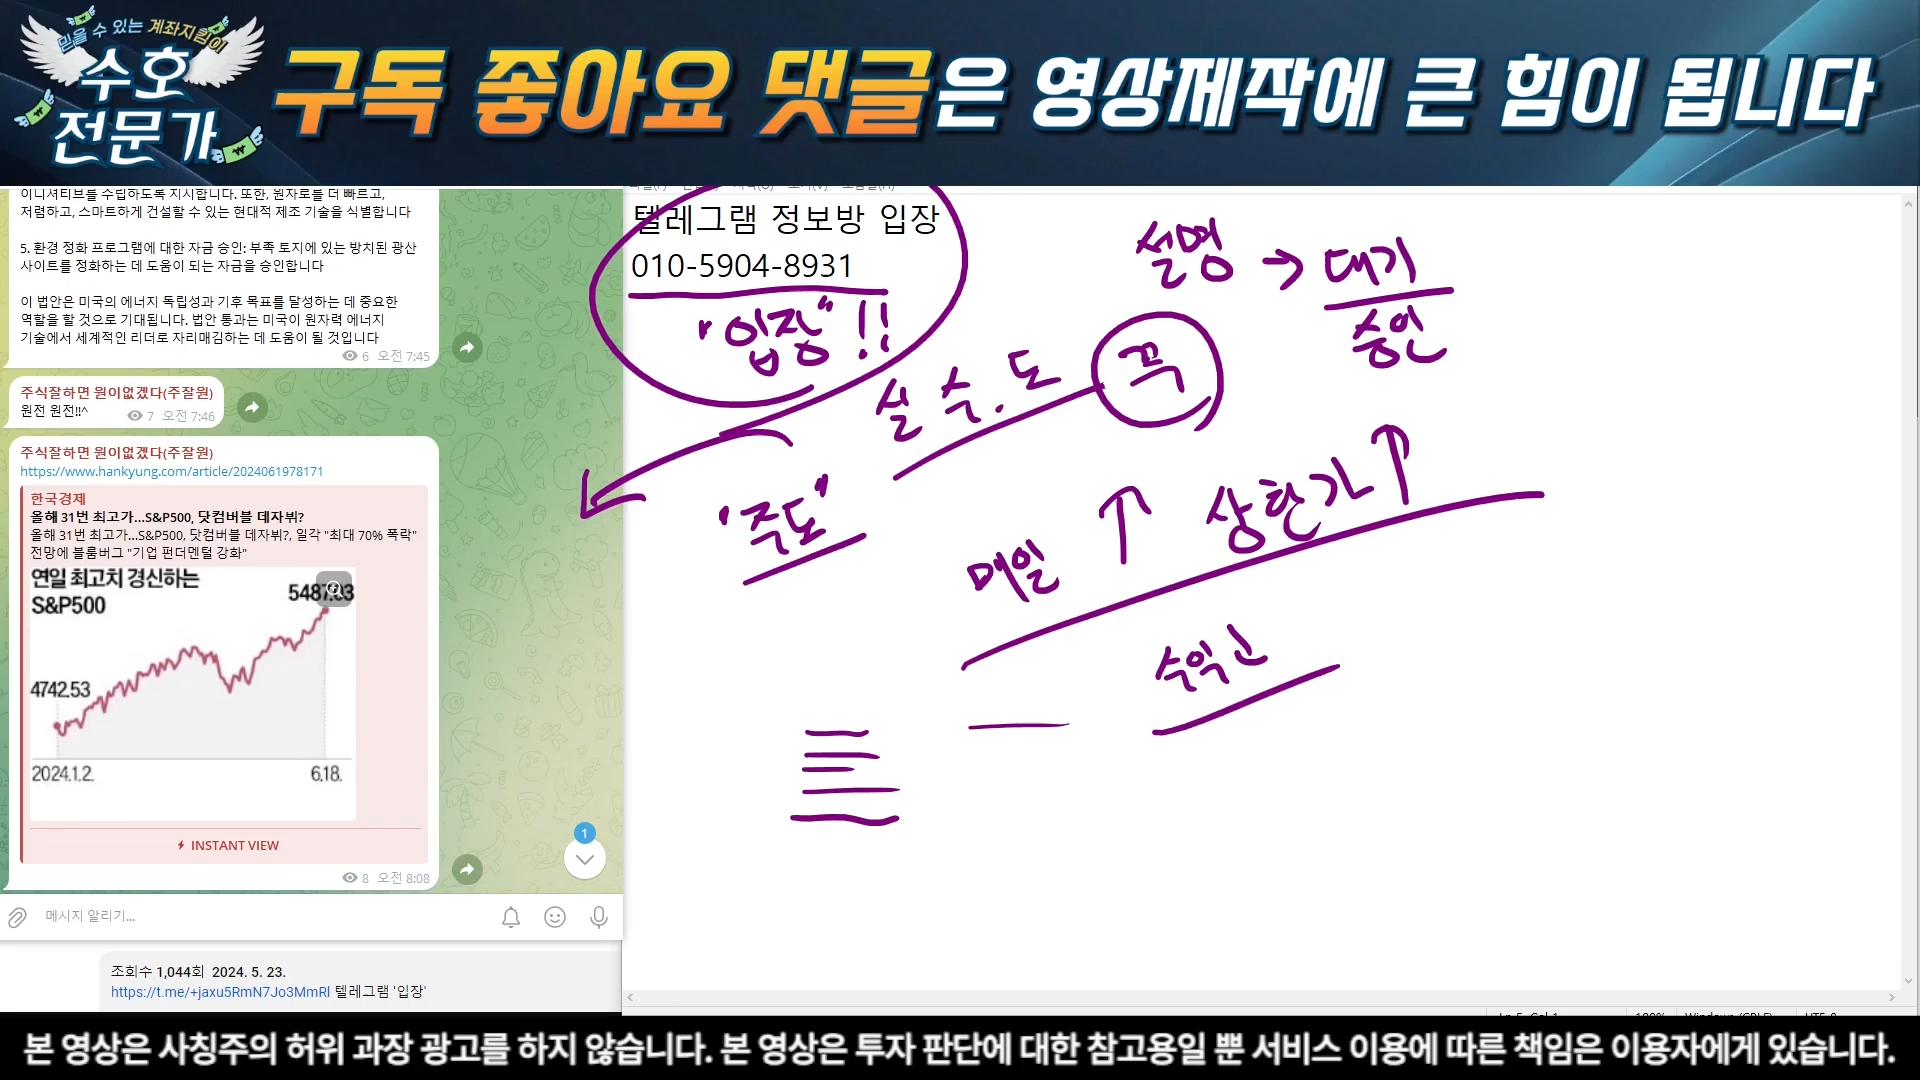 믿을 수 있는 계좌지킴이
수호
전문가
구독 좋아요 댓글은 영상제작에 큰 힘이 됩니다
이니셔티브를 수립하도록 지시합니다. 또한, 원자로를 더 빠르고,
저렴하고, 스마트하게 건설할 수 있는 현대적 제조 기술을 식별합니다
5. 환경 정화 프로그램에 대한 자금 승인: 부족 토지에 있는 방치된 광산
사이트를 정화하는 데 도움이 되는 자금을 승인합니다
이 법안은 미국의 에너지 독립성과 기후 목표를 달성하는 데 중요한
역할을 할 것으로 기대됩니다. 법안 통과는 미국이 원자력 에너지
기술에서 세계적인 리더로 자리매김하는 데 도움이 될 것입니다
6 오전 7:45
주식잘하면 원이없겠다(주잘원)
원전 원전!!^
7 오전 7:46
주식잘하면 원이없겠다(주잘원)
https://www.hankyung.com/article/2024061978171
한국경제
올해 31번 최고가...S&P500, 닷컴버블 데자뷔?
올해 31번 최고가...S&P500, 닷컴버블 데자뷔?, 일각 "최대 70% 폭락"
전망에 블룸버그 "기업 펀더멘털 강화"
연일 최고치 경신하는
S&P500
5487.03
4742.53
2024.1.2.
6.18.
INSTANT VIEW
8 오전 8:08
1
메시지 알리기...
조회수 1,044회 2024. 5. 23.
https://t.me/+jaxu5RmN7Jo3MmRl 텔레그램 '입장'
텔레그램 정보방 입장
010-5904-8931
"입장"!!
설명 → 대기
승인
실 수.도 꼭
"주도"
매일 ↑ 상한가 ↑
수익난
본 영상은 사칭주의 허위 과장 광고를 하지 않습니다. 본 영상은 투자 판단에 대한 참고용일 뿐 서비스 이용에 따른 책임은 이용자에게 있습니다.